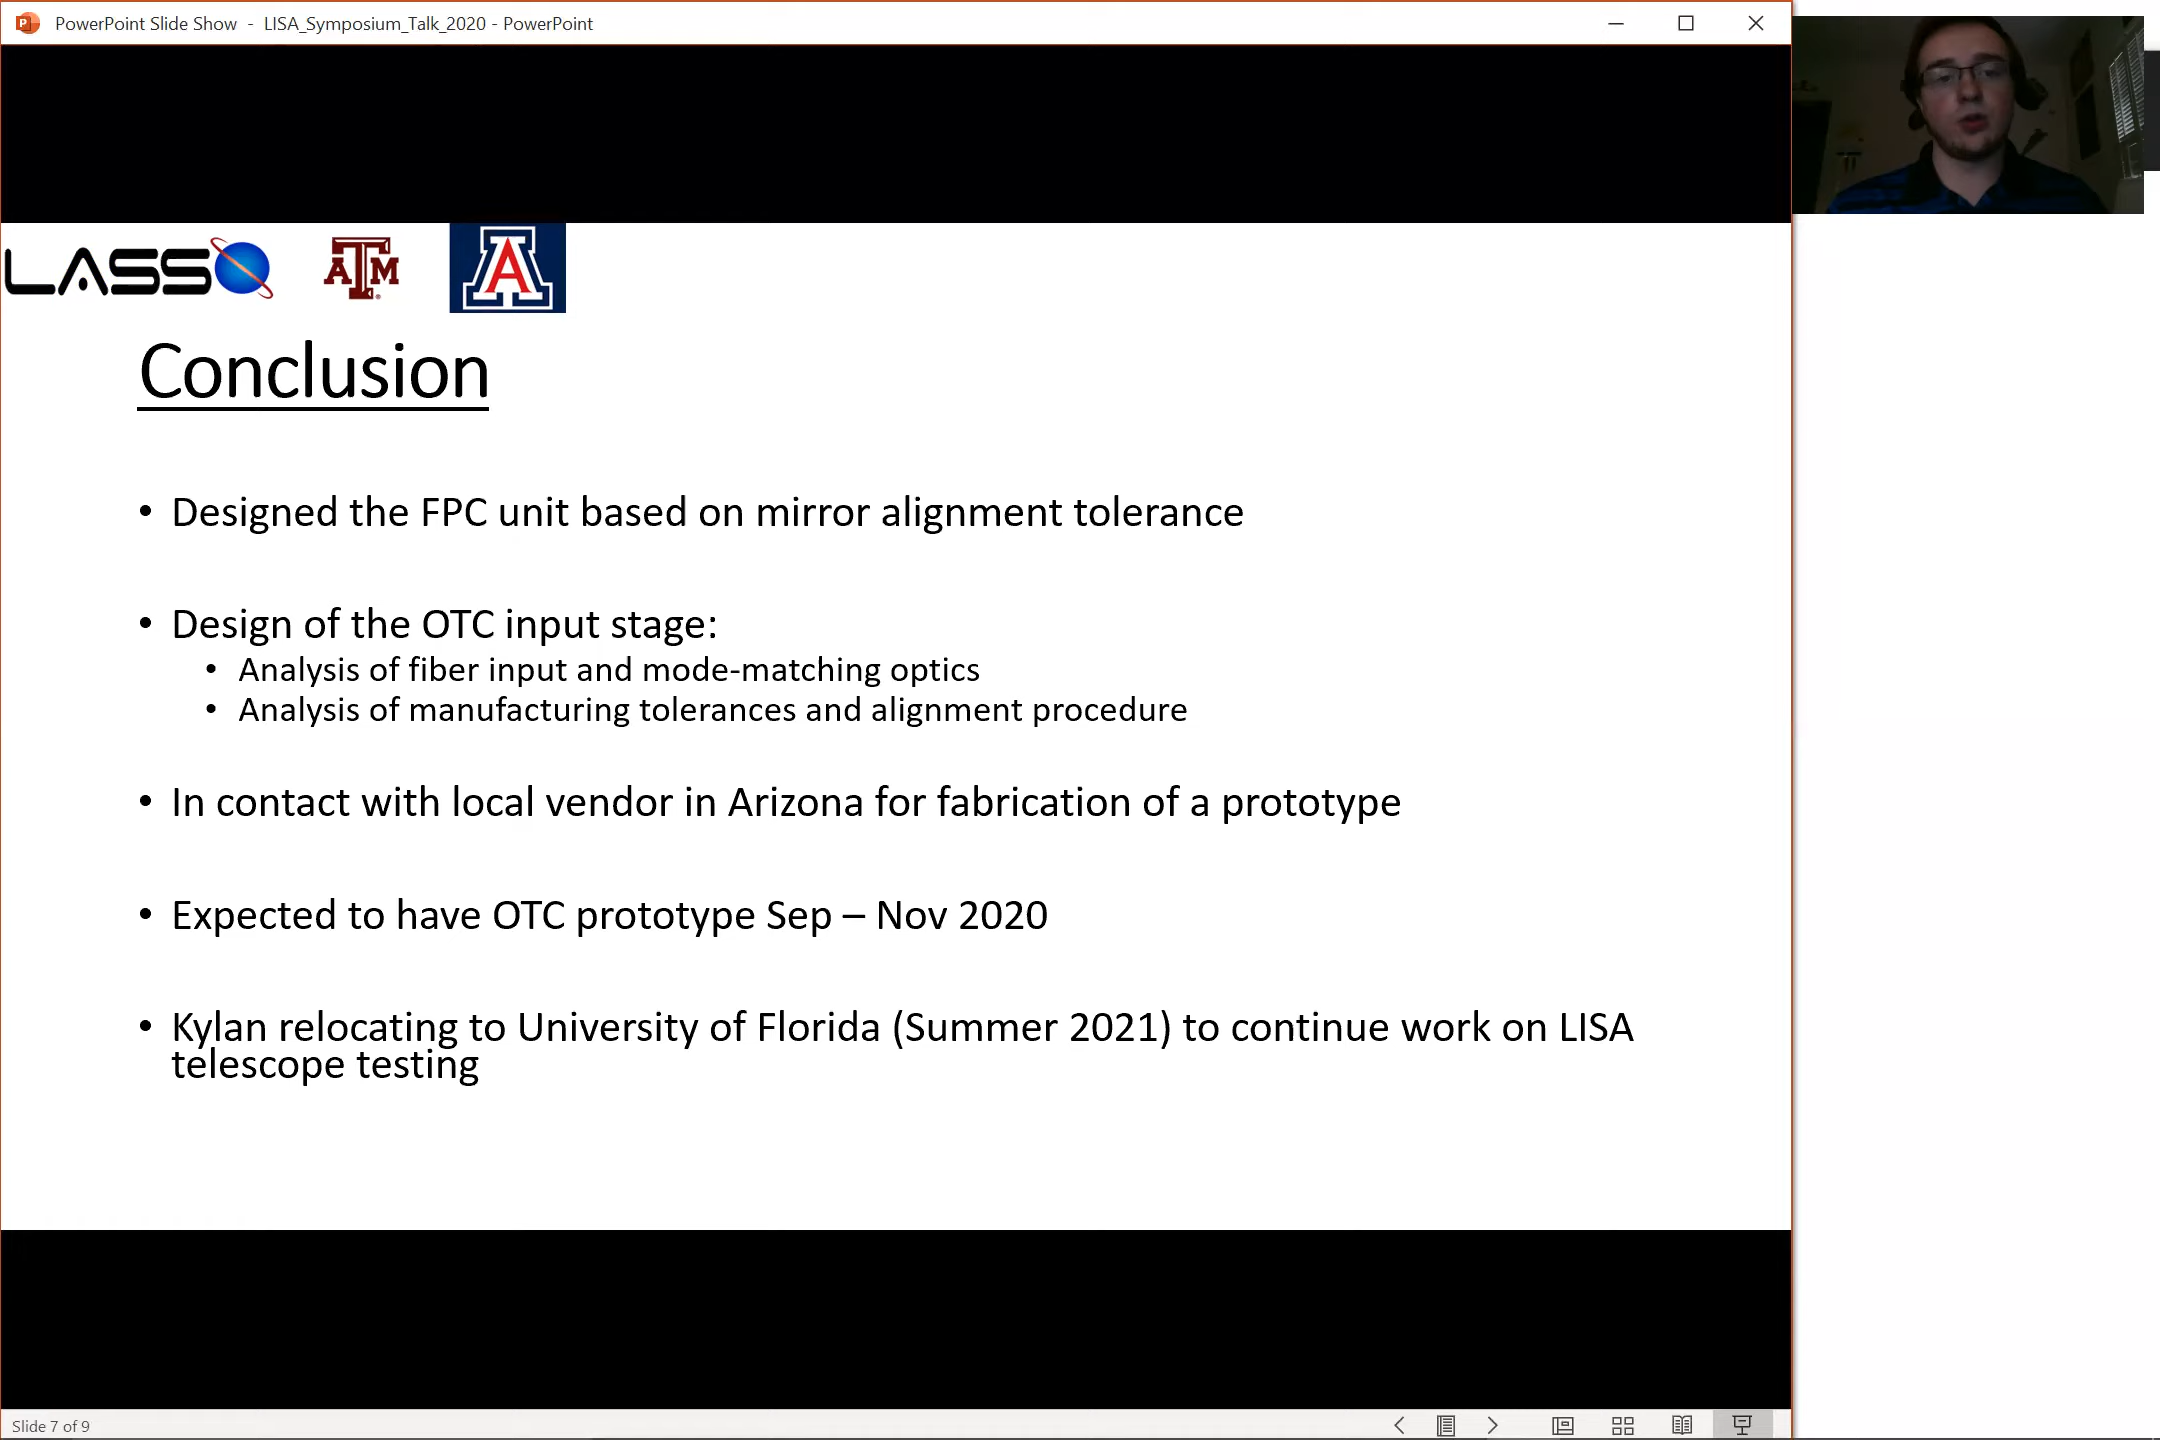 PowerPoint Slide Show - LISA_Symposium_Talk_2020 - PowerPoint
LASSO
ATM
A
Conclusion
• Designed the FPC unit based on mirror alignment tolerance
• Design of the OTC input stage:
• Analysis of fiber input and mode-matching optics
• Analysis of manufacturing tolerances and alignment procedure
• In contact with local vendor in Arizona for fabrication of a prototype
• Expected to have OTC prototype Sep – Nov 2020
• Kylan relocating to University of Florida (Summer 2021) to continue work on LISA
telescope testing
Slide 7 of 9